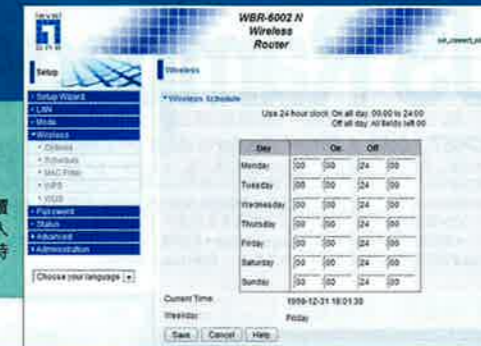 WBR-6002 N
Wireless
Router
Setup
Wireless
Setup Wizard
LAN
Mode
Wireless
Options
Schedule
MAC Filter
WPS
Password
Status
Advanced
Administration
Choose your language
Wireless Schedule
Use 24 hour clock. On all day: 00:00 to 24:00
Off all day: All fields left 00
Day On Off
Monday 00 00 24 00
Tuesday 00 00 24 00
Wednesday 00 00 24 00
Thursday 00 00 24 00
Friday 00 00 24 00
Saturday 00 00 24 00
Sunday 00 00 24 00
Current Time: 1999-12-31 18:01:30
Weekday: Friday
Save Cancel Help
人